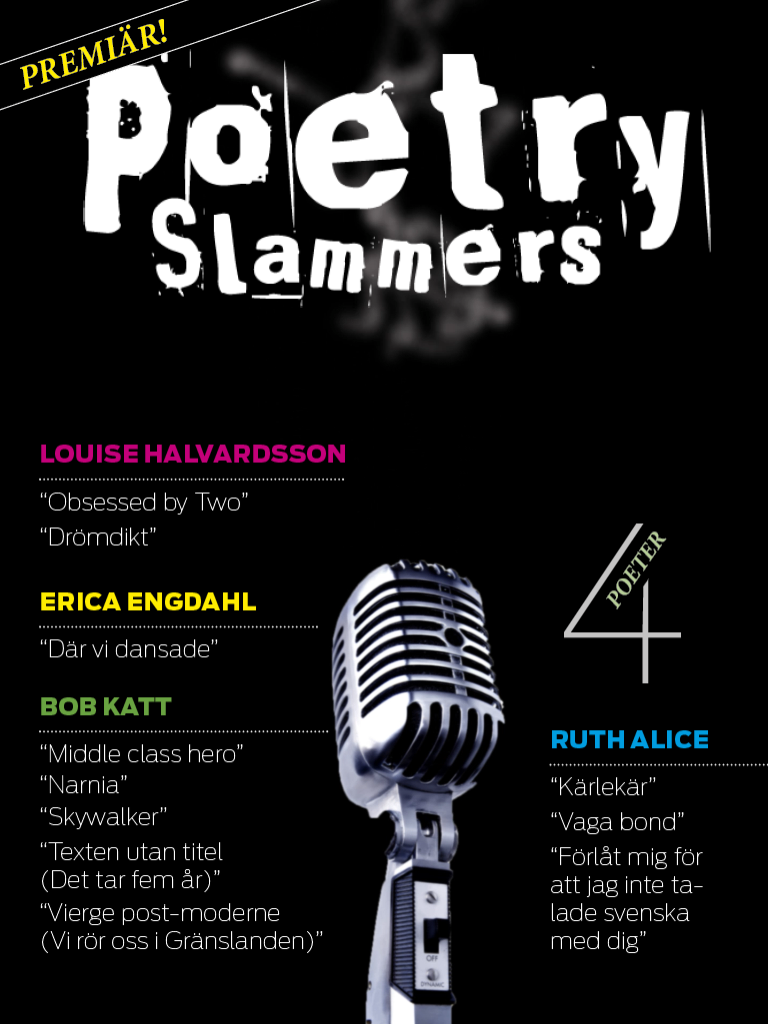 PREMIÄR!
Poetry
Slammers
LOUISE HALVARDSSON
“Obsessed by Two”
“Drömdikt”
ERICA ENGDAHL
“Där vi dansade”
BOB KATT
“Middle class hero”
“Narnia”
“Skywalker”
“Texten utan titel
(Det tar fem år)”
“Vierge post-moderne
(Vi rör oss i Gränslanden)”
4
POETER
RUTH ALICE
“Kärlekär”
“Vaga bond”
“Förlåt mig för
att jag inte ta-
lade svenska
med dig”
OFF
DYNAMIC